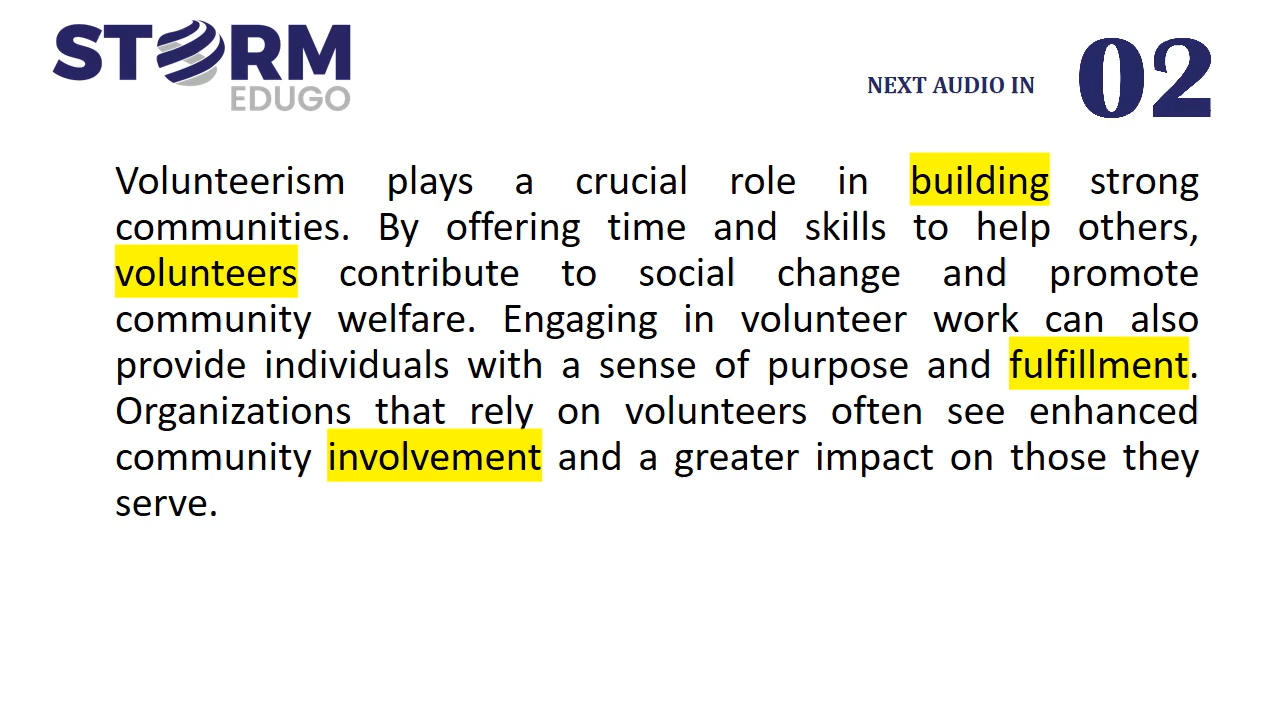 STORM
EDUGO
NEXT AUDIO IN 02
Volunteerism plays a crucial role in building strong
communities. By offering time and skills to help others,
volunteers contribute to social change and promote
community welfare. Engaging in volunteer work can also
provide individuals with a sense of purpose and fulfillment.
Organizations that rely on volunteers often see enhanced
community involvement and a greater impact on those they
serve.